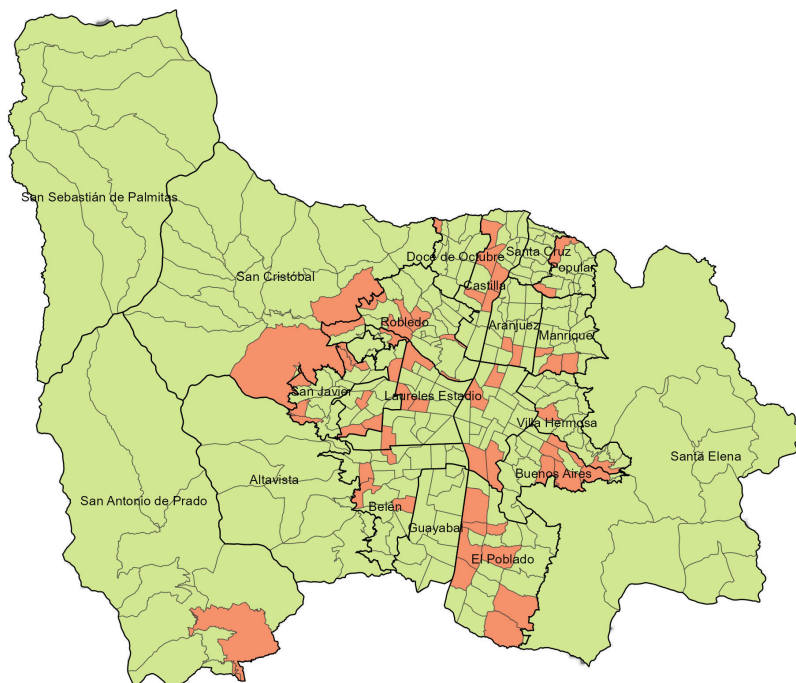 San Sebastián de Palmitas
Doce de Octubre
Santa Cruz
Popular
San Cristóbal
Castilla
Robledo
Aranjuez
Manrique
San Javier
Laureles Estadio
Villa Hermosa
Santa Elena
Buenos Aires
Altavista
San Antonio de Prado
Belén
Guayabal
El Poblado